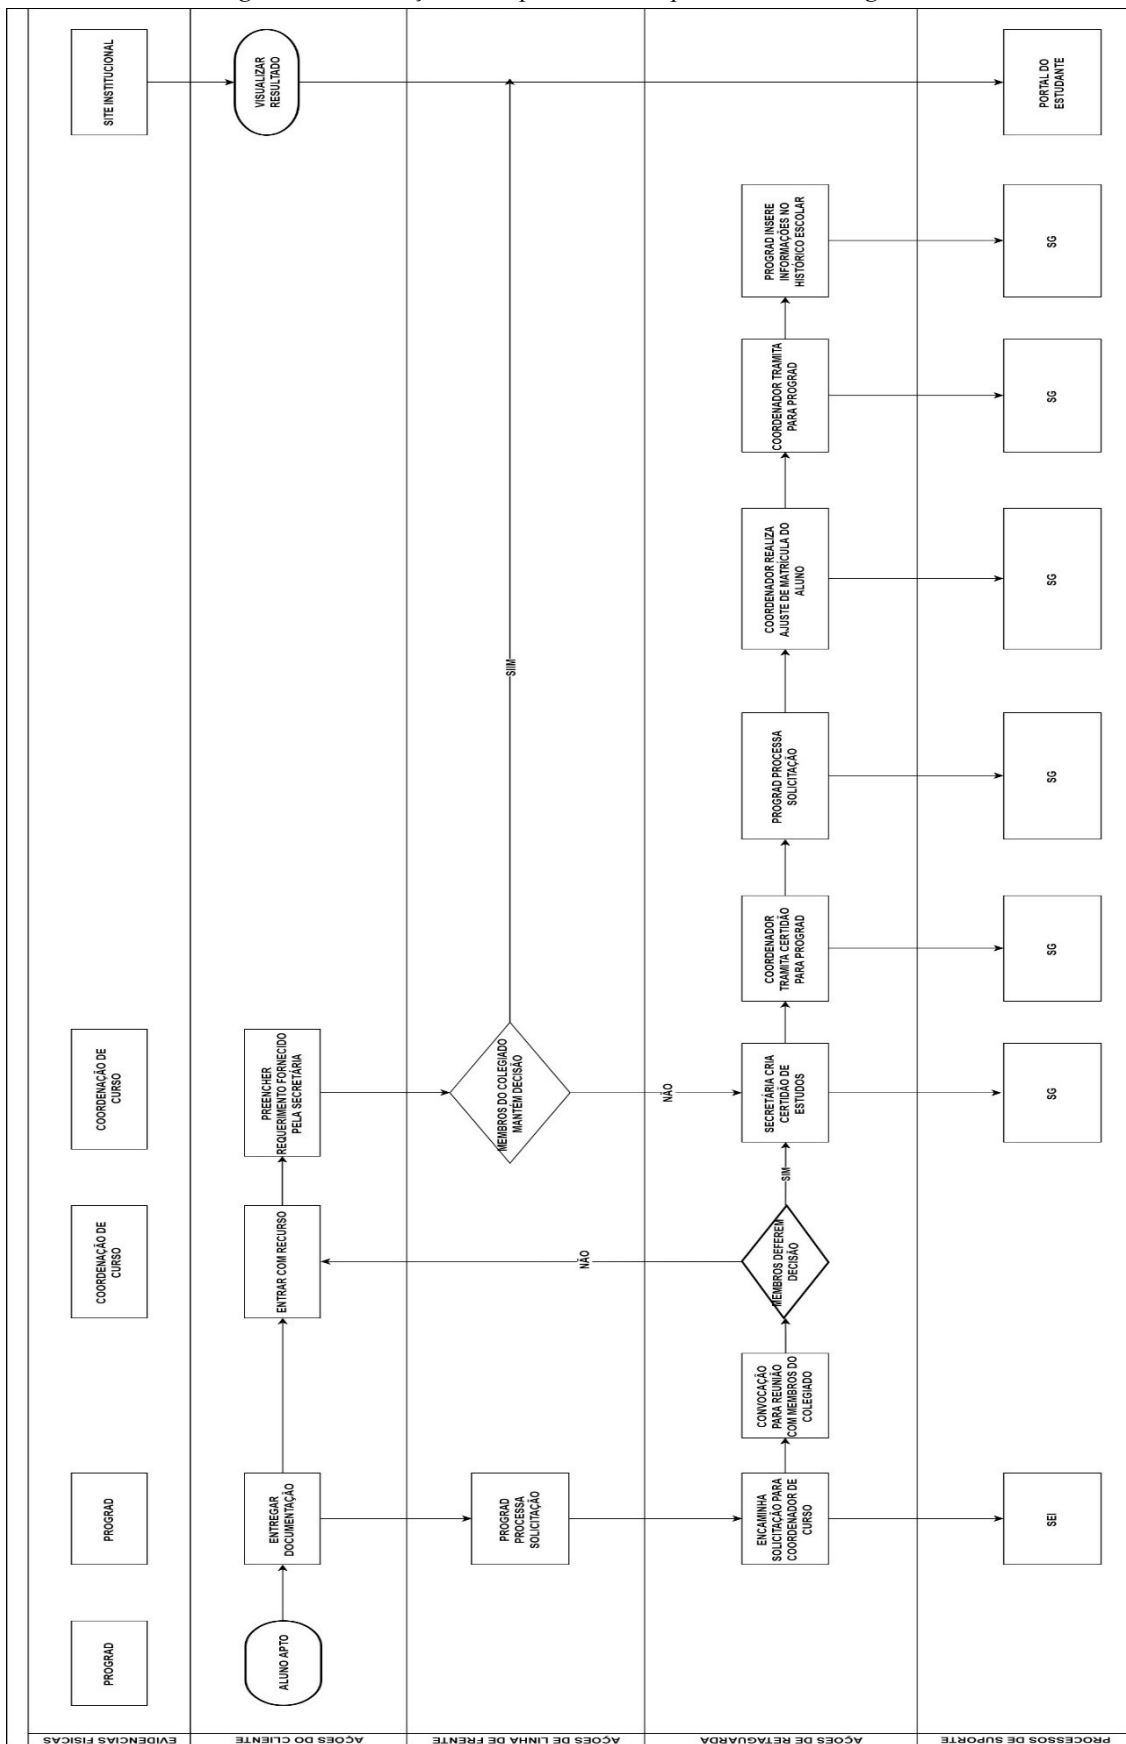 EVIDENCIAS FISICAS
PROGRAD
PROGRAD
COORDENAÇÃO DE
CURSO
COORDENAÇÃO DE
CURSO
SITE INSTITUCIONAL
AÇÕES DO CLIENTE
ALUNO APTO
ENTREGAR
DOCUMENTAÇÃO
ENTRAR COM RECURSO
PREENCHER
REQUERIMENTO FORNECIDO
PELA SECRETÁRIA
VISUALIZAR
RESULTADO
AÇÕES DE LINHA DE FRENTE
PROGRAD
PROCESSA
SOLICITAÇÃO
NÃO
MEMBROS DO COLEGIADO
MANTÉM DECISÃO
SIIM
AÇÕES DE RETAGUARDA
ENCAMINHA
SOLICITAÇÃO PARA
COORDENADOR DE
CURSO
CONVOCAÇÃO
PARA REUNIÃO
COM MEMBROS DO
COLEGIADO
MEMBROS DEFEREM
DECISÃO
SIM
NÃO
SECRETÁRIA CRIA
CERTIDÃO DE
ESTUDOS
COORDENADOR
TRAMITA CERTIDÃO
PARA PROGRAD
PROGRAD PROCESSA
SOLICITAÇÃO
COORDENADOR REALIZA
AJUSTE DE MATRÍCULA DO
ALUNO
COORDENADOR TRAMITA
PARA PROGRAD
PROGRAD INSERE
INFORMAÇÕES NO
HISTÓRICO ESCOLAR
PROCESSOS DE SUPORTE
SEI
SG
SG
SG
SG
SG
SG
PORTAL DO
ESTUDANTE